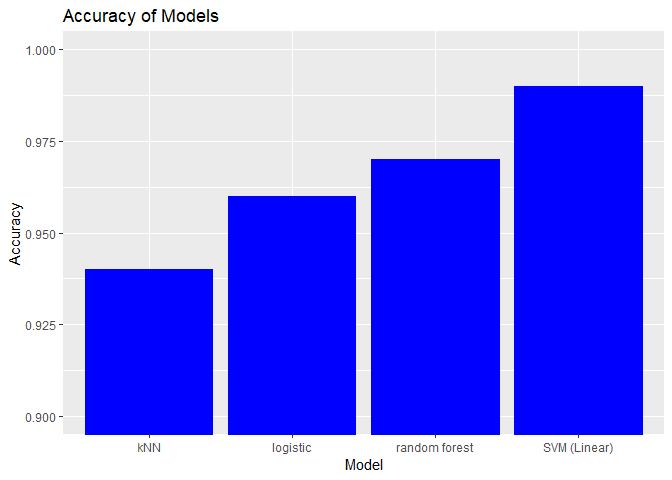 Accuracy of Models
1.000
0.975
0.950
0.925
0.900
Accuracy
kNN logistic random forest SVM (Linear)
Model